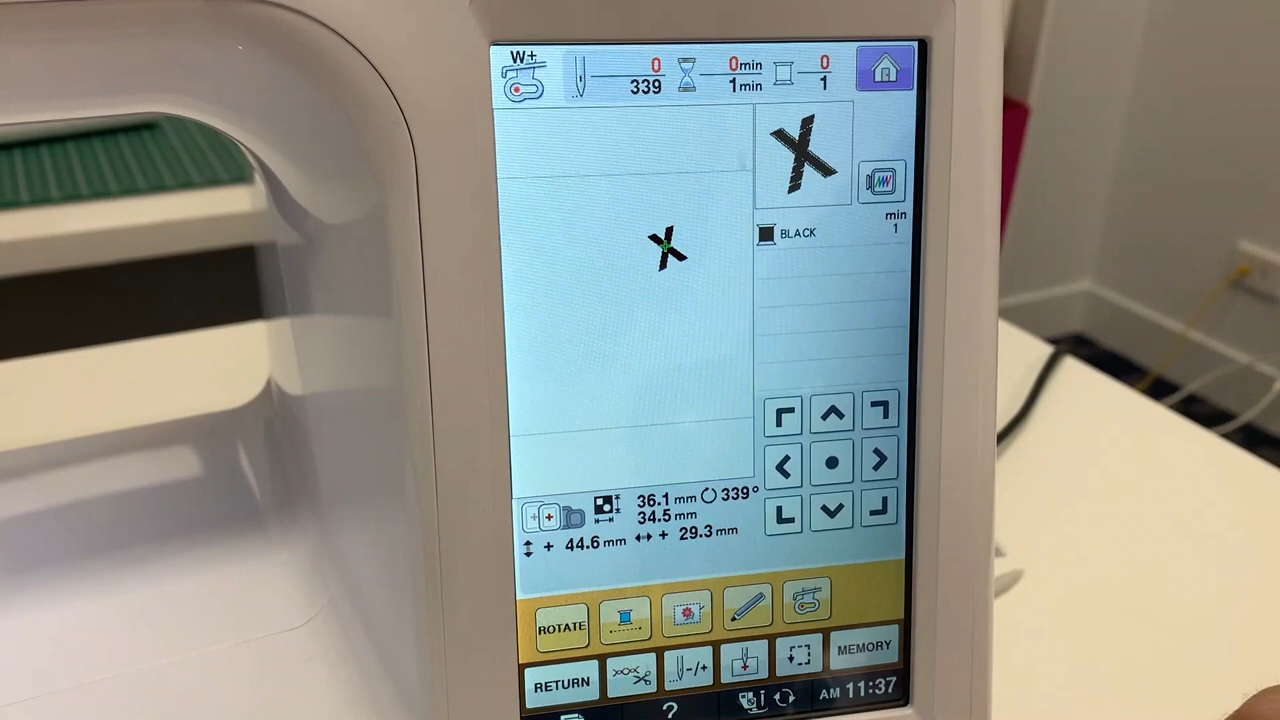 W+
0
339
0min
1min
0
1
min
1
BLACK
36.1 mm 339°
34.5 mm
+ 44.6 mm + 29.3 mm
ROTATE
RETURN -/+ MEMORY
? AM 11:37